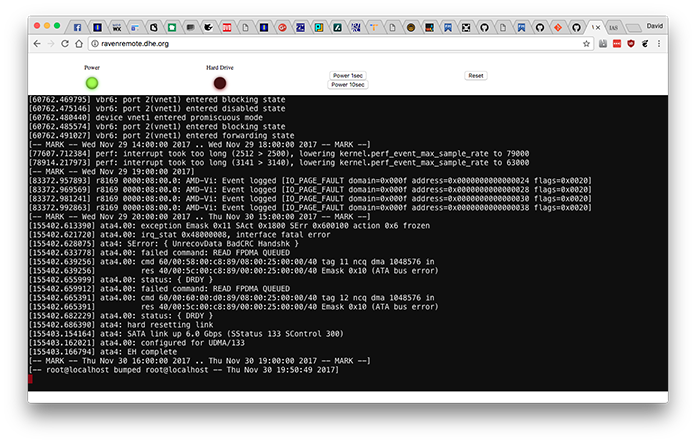 David
ravenremote.dhe.org
Power
Hard Drive
Power 1sec
Power 10sec
Reset
[60762.469795] vbr6: port 2(vnet1) entered blocking state
[60762.475146] vbr6: port 2(vnet1) entered disabled state
[60762.480440] device vnet1 entered promiscuous mode
[60762.485574] vbr6: port 2(vnet1) entered blocking state
[60762.491027] vbr6: port 2(vnet1) entered forwarding state
[-- MARK -- Wed Nov 29 14:00:00 2017 .. Wed Nov 29 18:00:00 2017 -- MARK --]
[77607.712384] perf: interrupt took too long (2512 > 2500), lowering kernel.perf_event_max_sample_rate to 79000
[78914.217973] perf: interrupt took too long (3141 > 3140), lowering kernel.perf_event_max_sample_rate to 63000
[-- MARK -- Wed Nov 29 19:00:00 2017]
[83372.957893] r8169 0000:08:00.0: AMD-Vi: Event logged [IO_PAGE_FAULT domain=0x000f address=0x0000000000000024 flags=0x0020]
[83372.969569] r8169 0000:08:00.0: AMD-Vi: Event logged [IO_PAGE_FAULT domain=0x000f address=0x0000000000000028 flags=0x0020]
[83372.981241] r8169 0000:08:00.0: AMD-Vi: Event logged [IO_PAGE_FAULT domain=0x000f address=0x0000000000000030 flags=0x0020]
[83372.992863] r8169 0000:08:00.0: AMD-Vi: Event logged [IO_PAGE_FAULT domain=0x000f address=0x0000000000000038 flags=0x0020]
[-- MARK -- Wed Nov 29 20:00:00 2017 .. Thu Nov 30 15:00:00 2017 -- MARK --]
[155402.613390] ata4.00: exception Emask 0x11 SAct 0x1800 SErr 0x600100 action 0x6 frozen
[155402.621720] ata4.00: irq_stat 0x48000008, interface fatal error
[155402.628075] ata4: SError: { UnrecovData BadCRC Handshk }
[155402.633778] ata4.00: failed command: READ FPDMA QUEUED
[155402.639256] ata4.00: cmd 60/00/58:00:c8/89/08:00:25:00:00/40 tag 11 ncq dma 1048576 in
[155402.639256]          res 40/00/5c:00:c8/89/00:00:25:00:00/40 Emask 0x10 (ATA bus error)
[155402.655999] ata4.00: status: { DRDY }
[155402.659912] ata4.00: failed command: READ FPDMA QUEUED
[155402.665391] ata4.00: cmd 60/00/60:00:d0/89/08:00:25:00:00/40 tag 12 ncq dma 1048576 in
[155402.665391]          res 40/00/5c:00:c8/89/00:00:25:00:00/40 Emask 0x10 (ATA bus error)
[155402.682229] ata4.00: status: { DRDY }
[155402.686390] ata4: hard resetting link
[155403.154164] ata4: SATA link up 6.0 Gbps (SStatus 133 SControl 300)
[155403.162021] ata4.00: configured for UDMA/133
[155403.166794] ata4: EH complete
[-- MARK -- Thu Nov 30 16:00:00 2017 .. Thu Nov 30 19:00:00 2017 -- MARK --]
[-- root@localhost bumped root@localhost -- Thu Nov 30 19:50:49 2017]